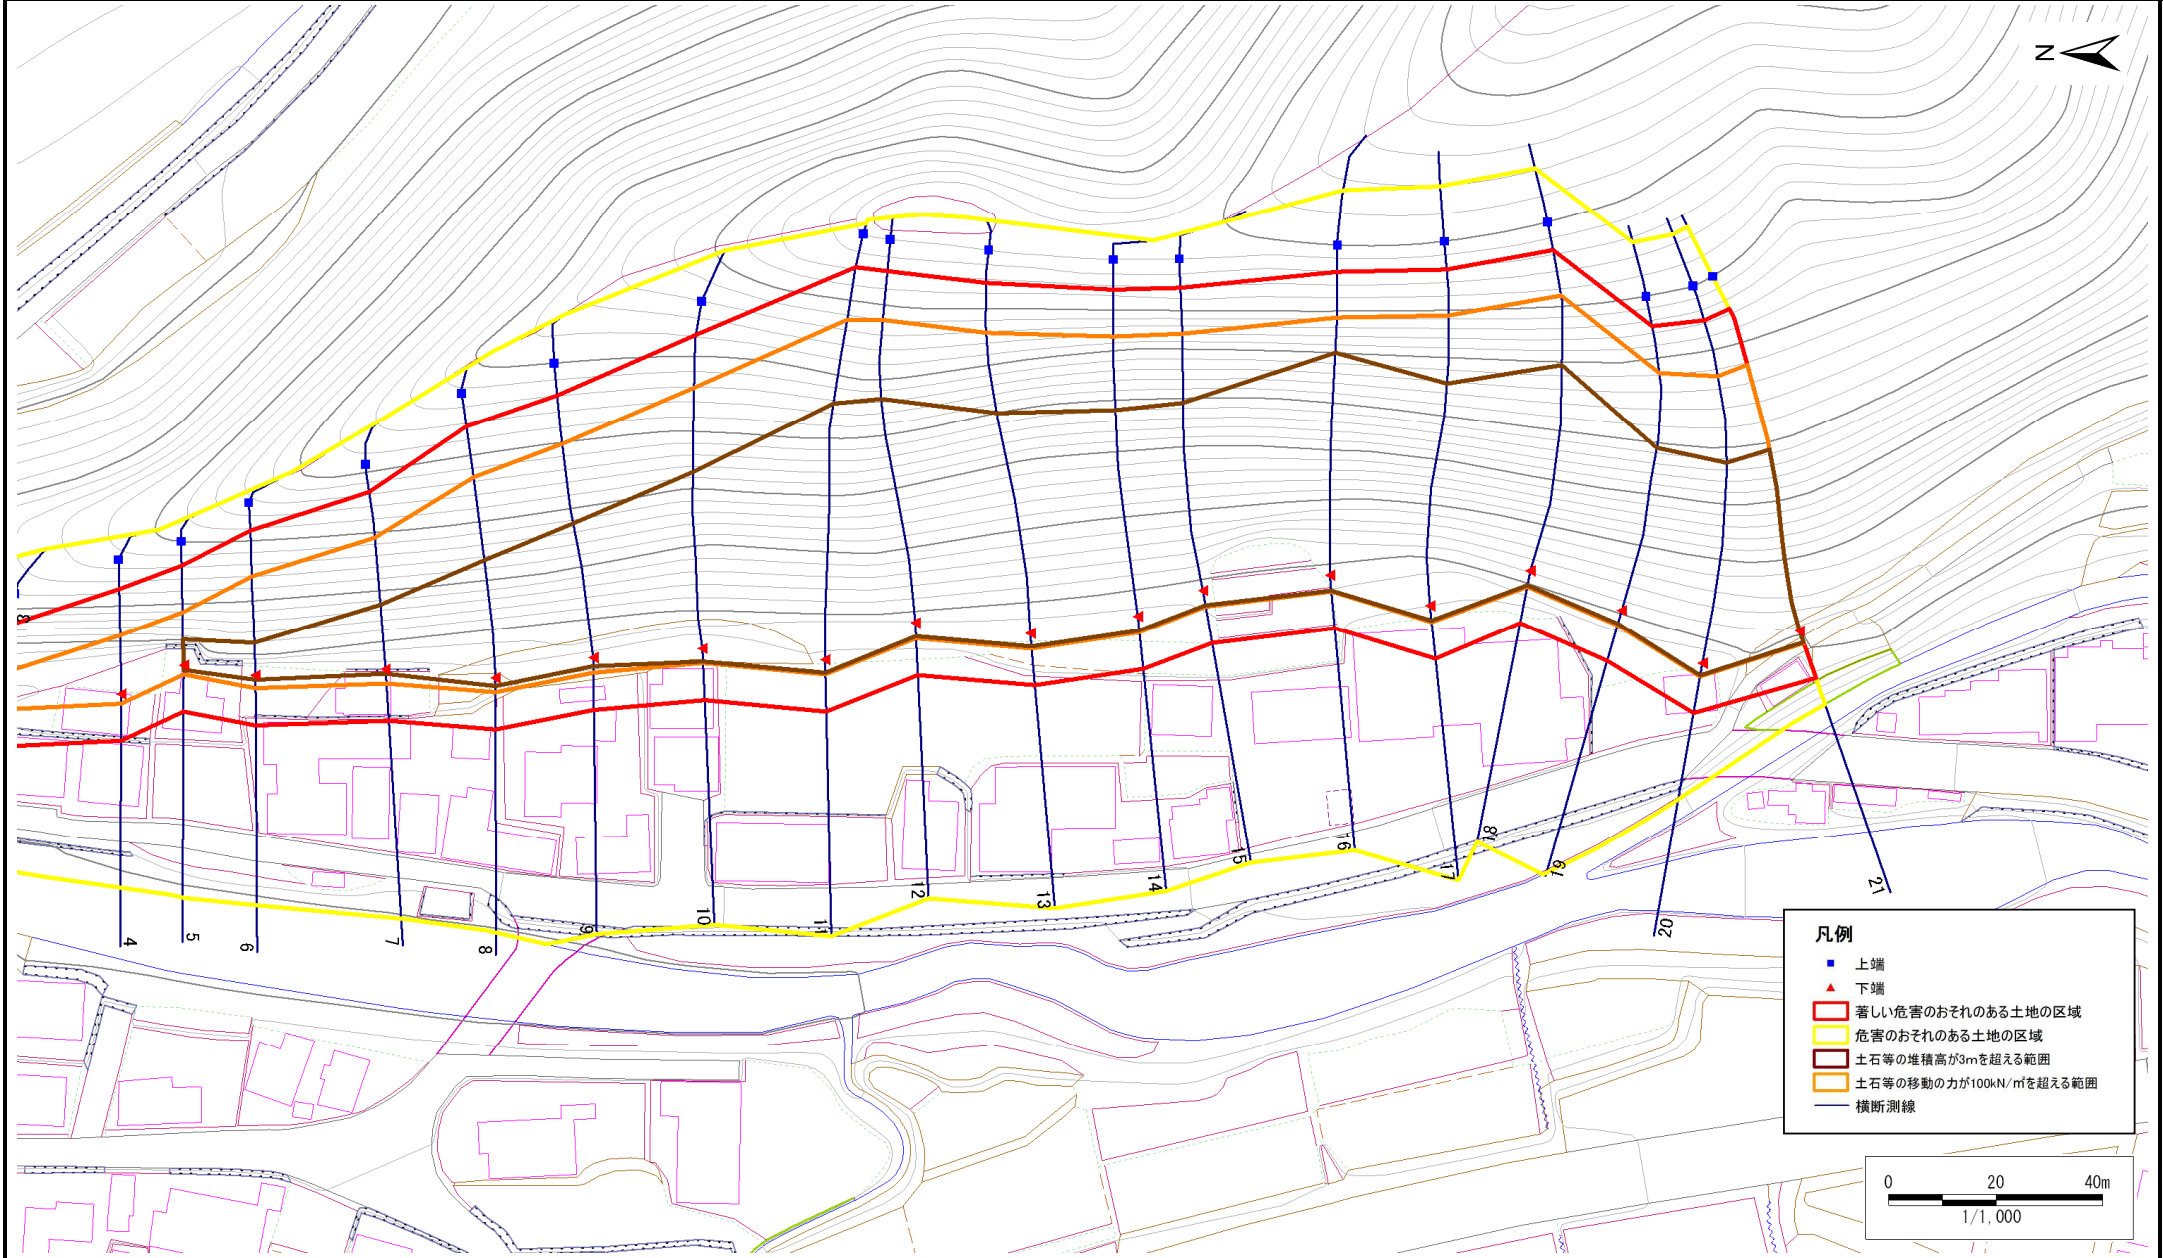 N
3
4
5
6
7
8
9
10
11
12
13
14
15
16
17
18
19
20
21
凡例
上端
下端
著しい危害のおそれのある土地の区域
危害のおそれのある土地の区域
土石等の堆積高が3mを超える範囲
土石等の移動の力が100kN/㎡を超える範囲
横断測線
0 20 40m
1/1,000